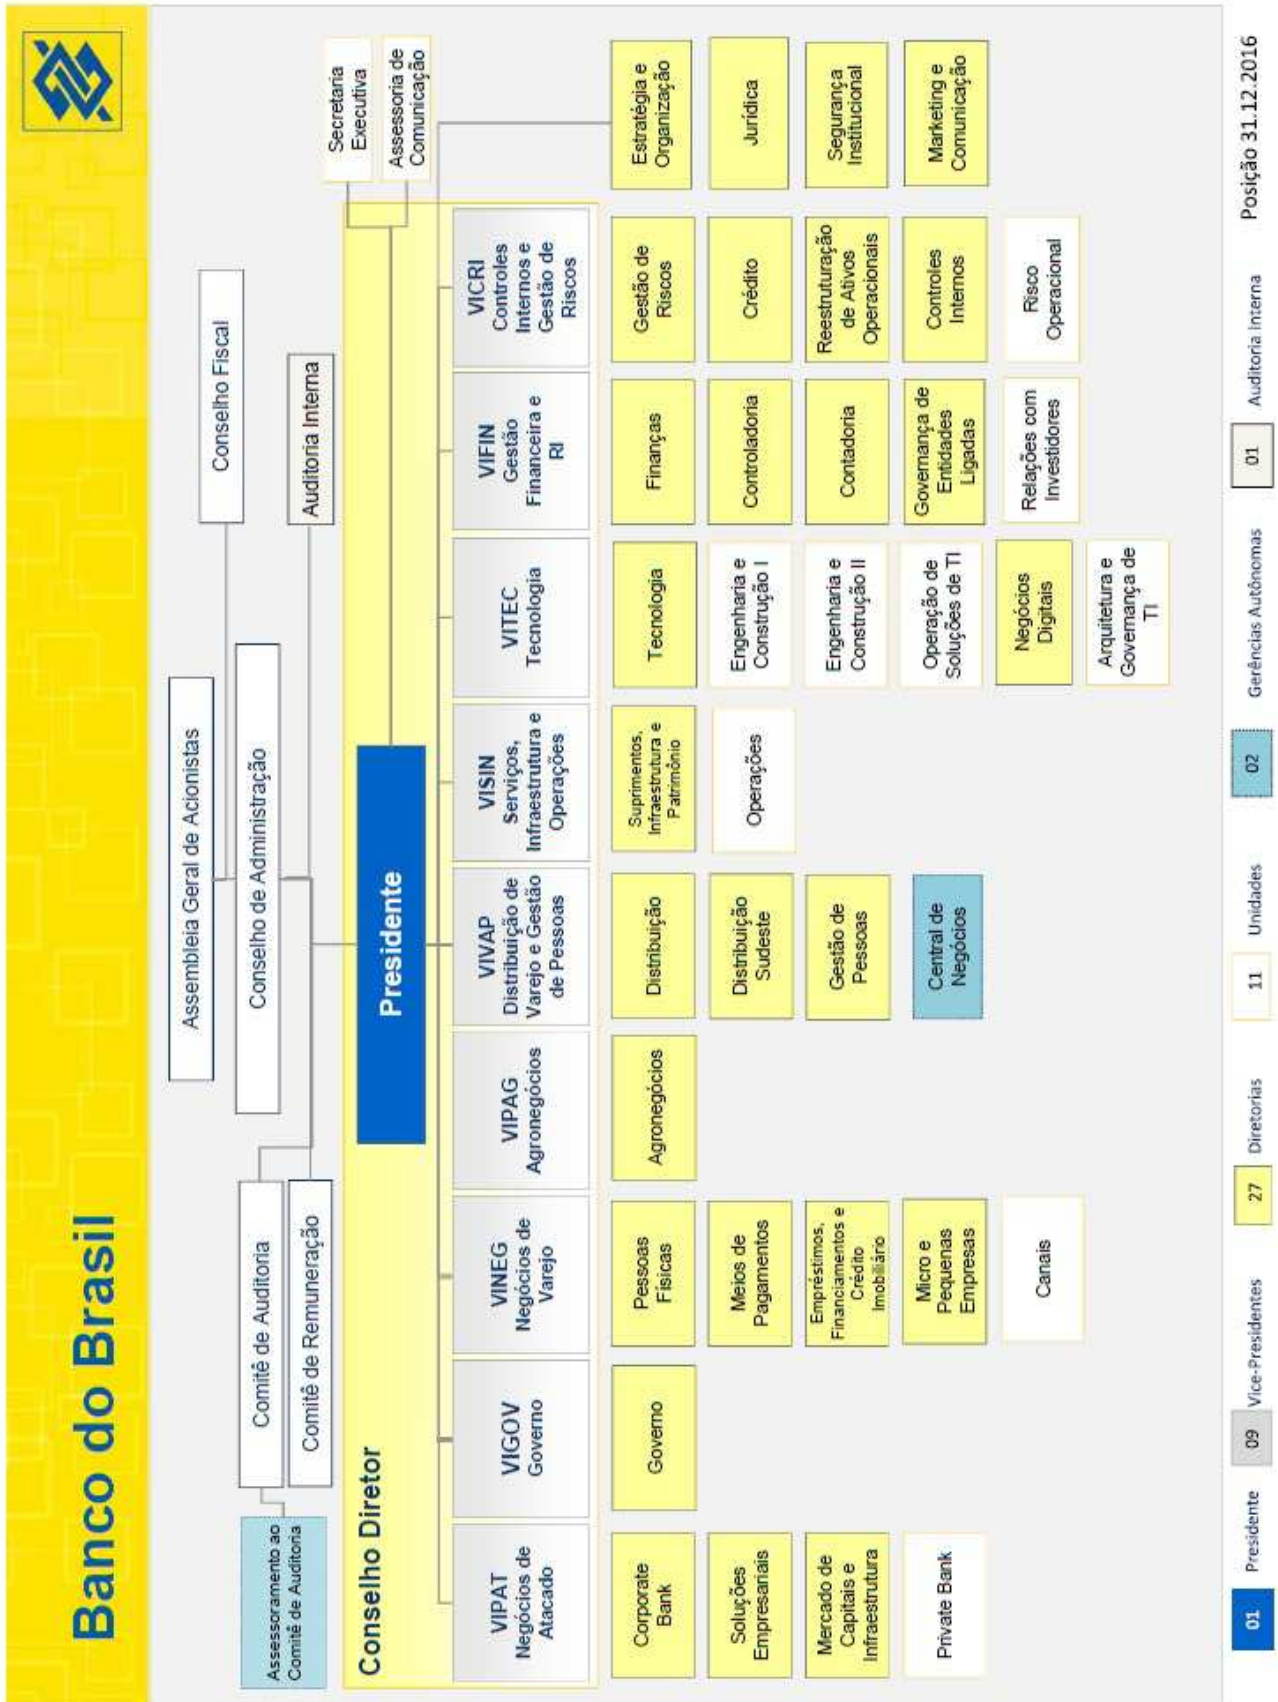 Banco do Brasil
Assembleia Geral de Acionistas
Conselho Fiscal
Conselho de Administração
Comitê de Auditoria
Auditoria Interna
Comitê de Remuneração
Assessoramento ao
Comitê de Auditoria
Secretaria
Executiva
Assessoria de
Comunicação
Conselho Diretor
Presidente
VIPAT
Negócios de
Atacado
VIGOV
Governo
VINEG
Negócios de
Varejo
VIPAG
Agronegócios
VIVAP
Distribuição de
Varejo e Gestão
de Pessoas
VISIN
Serviços,
Infraestrutura e
Operações
VITEC
Tecnologia
VIFIN
Gestão
Financeira e
RI
VICRI
Controles
Internos e
Gestão de
Riscos
Corporate
Bank
Soluções
Empresariais
Mercado de
Capitais e
Infraestrutura
Private Bank
Governo
Pessoas
Físicas
Meios de
Pagamentos
Empréstimos,
Financiamentos e
Crédito
Imobiliário
Micro e
Pequenas
Empresas
Canais
Agronegócios
Distribuição
Distribuição
Sudeste
Gestão de
Pessoas
Central de
Negócios
Suprimentos,
Infraestrutura e
Patrimônio
Operações
Tecnologia
Engenharia e
Construção I
Engenharia e
Construção II
Operação de
Soluções de TI
Negócios
Digitais
Arquitetura e
Governança de
TI
Finanças
Controladoria
Contadoria
Governança de
Entidades
Ligadas
Relações com
Investidores
Gestão de
Riscos
Crédito
Reestruturação
de Ativos
Operacionais
Controles
Internos
Risco
Operacional
Estratégia e
Organização
Jurídica
Segurança
Institucional
Marketing e
Comunicação
01 Presidente
09 Vice-Presidentes
27 Diretorias
11 Unidades
02 Gerências Autônomas
01 Auditoria Interna
Posição 31.12.2016